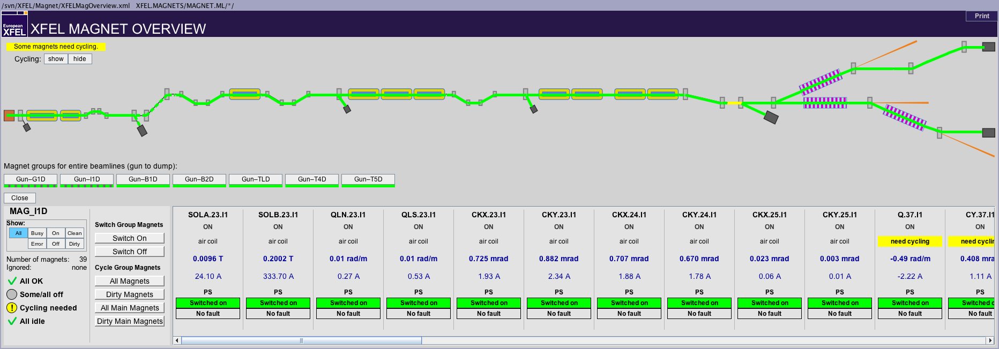 /svn/XFEL/Magnet/XFELMagOverview.xml   XFEL.MAGNETS/MAGNET.ML/*/
Print
European
XFEL
XFEL MAGNET OVERVIEW
Some magnets need cycling.
Cycling: show hide
Magnet groups for entire beamlines (gun to dump):
Gun–G1D Gun–I1D Gun–B1D Gun–B2D Gun–TLD Gun–T4D Gun–T5D
Close
MAG_I1D
Show:
All Busy On Clean
Error Off Dirty
Number of magnets: 39
Ignored: none
All OK
Some/all off
! Cycling needed
All idle
Switch Group Magnets
Switch On
Switch Off
Cycle Group Magnets
All Magnets
Dirty Magnets
All Main Magnets
Dirty Main Magnets
SOLA.23.I1 SOLB.23.I1 QLN.23.I1 QLS.23.I1 CKX.23.I1 CKY.23.I1 CKX.24.I1 CKY.24.I1 CKX.25.I1 CKY.25.I1 Q.37.I1 CY.37.I1
ON ON ON ON ON ON ON ON ON ON ON ON
air coil air coil air coil air coil air coil air coil air coil air coil air coil air coil need cycling need cyclin
0.0096 T 0.2002 T 0.01 rad/m 0.01 rad/m 0.725 mrad 0.882 mrad 0.707 mrad 0.670 mrad 0.023 mrad 0.003 mrad -0.49 rad/m 0.408 mra
24.10 A 333.70 A 0.27 A 0.53 A 1.93 A 2.34 A 1.88 A 1.78 A 0.06 A 0.01 A -2.22 A 1.11 A
PS PS PS PS PS PS PS PS PS PS PS PS
Switched on Switched on Switched on Switched on Switched on Switched on Switched on Switched on Switched on Switched on Switched on Switched o
No fault No fault No fault No fault No fault No fault No fault No fault No fault No fault No fault No fault